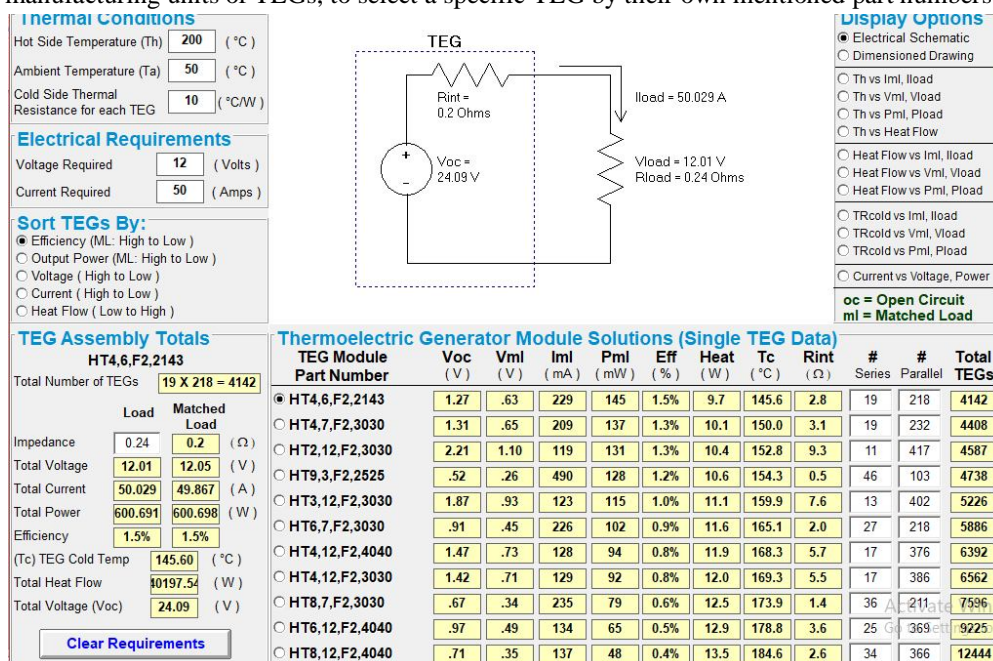 manufacturing units of TEGs, to select a specific TEG by their own mentioned part numbers
Thermal Conditions
Hot Side Temperature (Th) 200 ( °C )
Ambient Temperature (Ta) 50 ( °C )
Cold Side Thermal
Resistance for each TEG 10 ( °C/W )
Electrical Requirements
Voltage Required 12 ( Volts )
Current Required 50 ( Amps )
Sort TEGs By:
Efficiency (ML: High to Low )
Output Power (ML: High to Low )
Voltage ( High to Low )
Current ( High to Low )
Heat Flow ( Low to High )
TEG
Rint =
0.2 Ohms
Iload = 50.029 A
+
Voc =
24.09 V
-
Vload = 12.01 V
Rload = 0.24 Ohms
Display Options
Electrical Schematic
Dimensioned Drawing
Th vs Iml, Iload
Th vs Vml, Vload
Th vs Pml, Pload
Th vs Heat Flow
Heat Flow vs Iml, Iload
Heat Flow vs Vml, Vload
Heat Flow vs Pml, Pload
TRcold vs Iml, Iload
TRcold vs Vml, Vload
TRcold vs Pml, Pload
Current vs Voltage, Power
oc = Open Circuit
ml = Matched Load
TEG Assembly Totals
HT4,6,F2,2143
Total Number of TEGs 19 X 218 = 4142
Load Matched Load
Impedance 0.24 0.2 ( Ω )
Total Voltage 12.01 12.05 ( V )
Total Current 50.029 49.867 ( A )
Total Power 600.691 600.698 ( W )
Efficiency 1.5% 1.5%
(Tc) TEG Cold Temp 145.60 ( °C )
Total Heat Flow 40197.54 ( W )
Total Voltage (Voc) 24.09 ( V )
Clear Requirements
Thermoelectric Generator Module Solutions (Single TEG Data)
TEG Module Voc Vml Iml Pml Eff Heat Tc Rint # # Total
Part Number ( V ) ( V ) ( mA ) ( mW ) ( % ) ( W ) ( °C ) ( Ω ) Series Parallel TEGs
HT4,6,F2,2143 1.27 .63 229 145 1.5% 9.7 145.6 2.8 19 218 4142
HT4,7,F2,3030 1.31 .65 209 137 1.3% 10.1 150.0 3.1 19 232 4408
HT2,12,F2,3030 2.21 1.10 119 131 1.3% 10.4 152.8 9.3 11 417 4587
HT9,3,F2,2525 .52 .26 490 128 1.2% 10.6 154.3 0.5 46 103 4738
HT3,12,F2,3030 1.87 .93 123 115 1.0% 11.1 159.9 7.6 13 402 5226
HT6,7,F2,3030 .91 .45 226 102 0.9% 11.6 165.1 2.0 27 218 5886
HT4,12,F2,4040 1.47 .73 128 94 0.8% 11.9 168.3 5.7 17 376 6392
HT4,12,F2,3030 1.42 .71 129 92 0.8% 12.0 169.3 5.5 17 386 6562
HT8,7,F2,3030 .67 .34 235 79 0.6% 12.5 173.9 1.4 36 211 7596
HT6,12,F2,4040 .97 .49 134 65 0.5% 12.9 178.8 3.6 25 369 9225
HT8,12,F2,4040 .71 .35 137 48 0.4% 13.5 184.6 2.6 34 366 12444